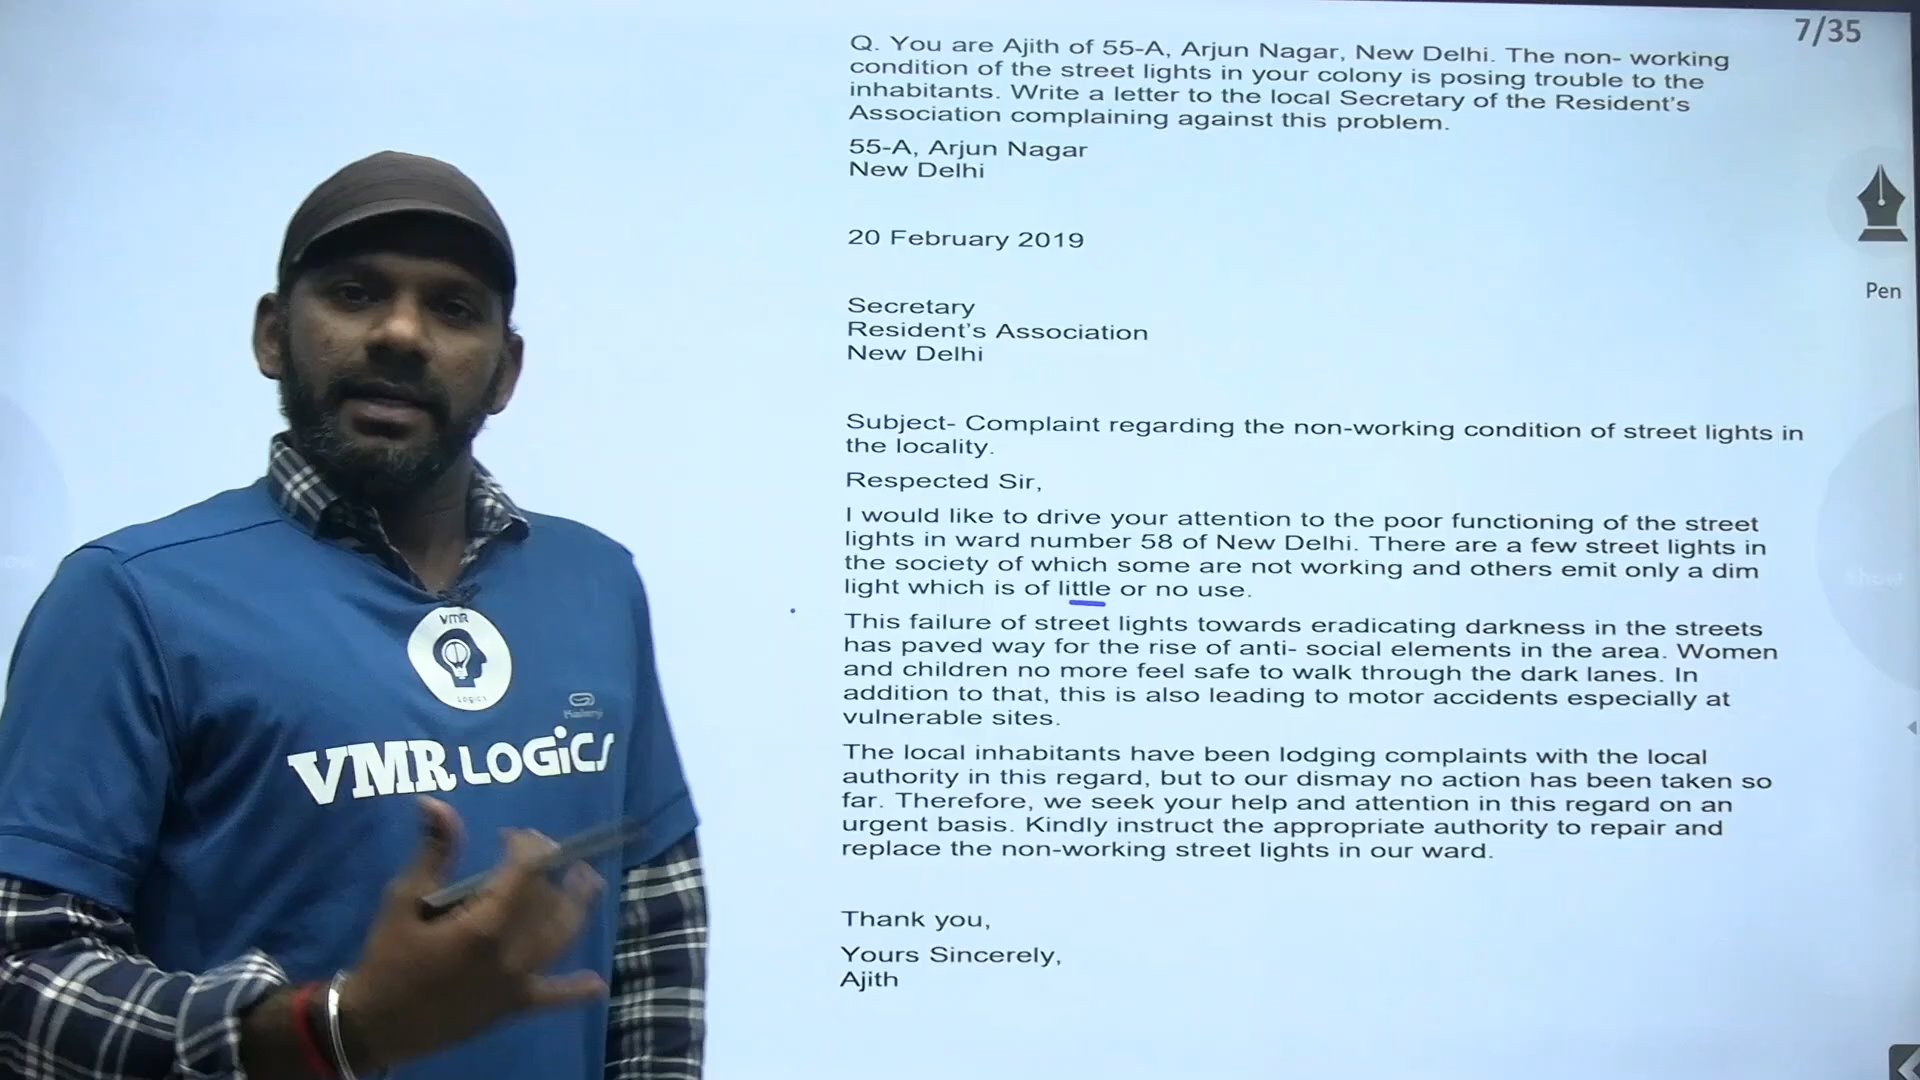 7/35
Q. You are Ajith of 55-A, Arjun Nagar, New Delhi. The non- working
condition of the street lights in your colony is posing trouble to the
inhabitants. Write a letter to the local Secretary of the Resident's
Association complaining against this problem.
55-A, Arjun Nagar
New Delhi
20 February 2019
Pen
Secretary
Resident's Association
New Delhi
Subject- Complaint regarding the non-working condition of street lights in
the locality.
Respected Sir,
I would like to drive your attention to the poor functioning of the street
lights in ward number 58 of New Delhi. There are a few street lights in
the society of which some are not working and others emit only a dim
light which is of little or no use.
This failure of street lights towards eradicating darkness in the streets
has paved way for the rise of anti- social elements in the area. Women
and children no more feel safe to walk through the dark lanes. In
addition to that, this is also leading to motor accidents especially at
vulnerable sites.
The local inhabitants have been lodging complaints with the local
authority in this regard, but to our dismay no action has been taken so
far. Therefore, we seek your help and attention in this regard on an
urgent basis. Kindly instruct the appropriate authority to repair and
replace the non-working street lights in our ward.
Thank you,
Yours Sincerely,
Ajith
VMR
Logics
Kalenji
VMR LOGICS
Show